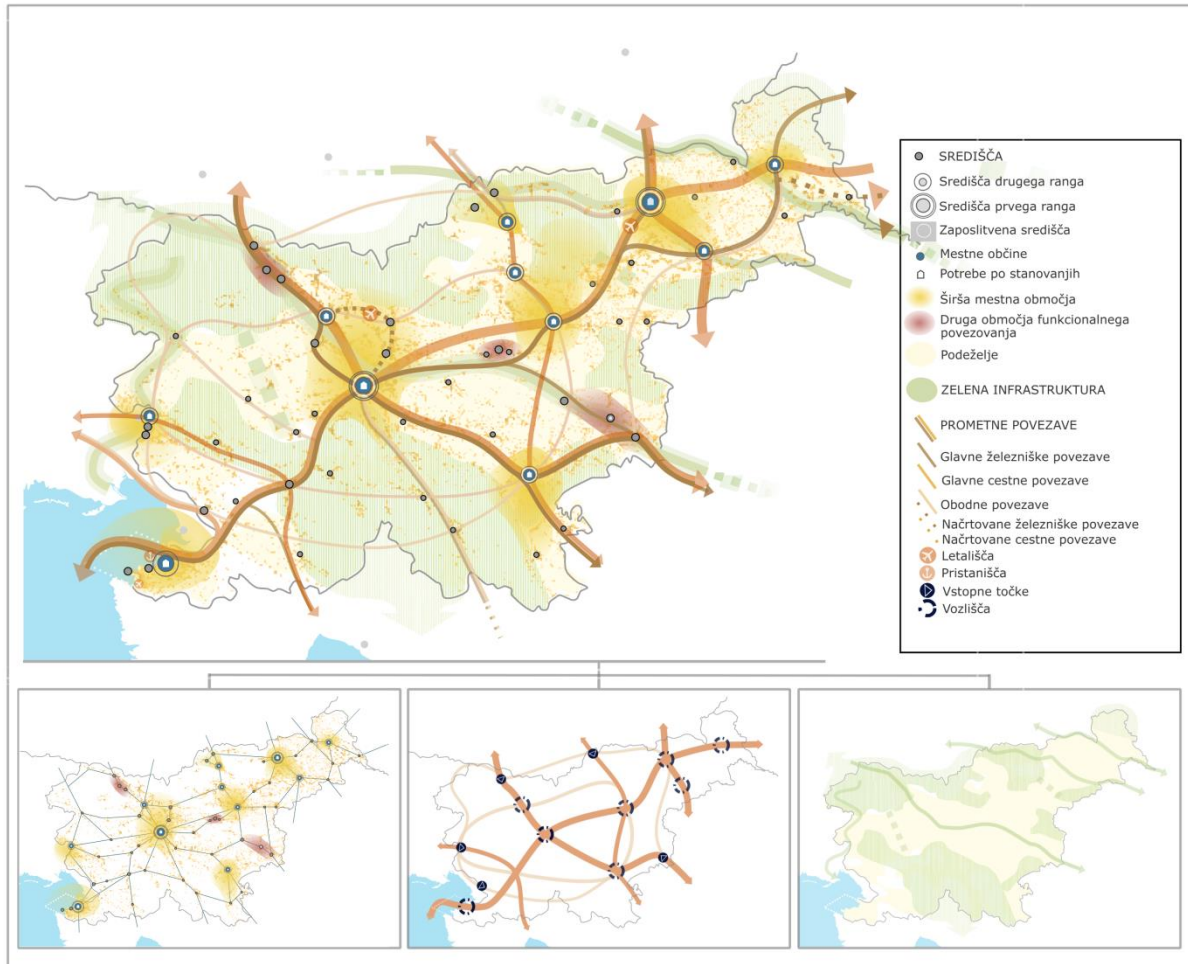 SREDIŠČA
Središča drugega ranga
Središča prvega ranga
Zaposlitvena središča
Mestne občine
Potrebe po stanovanjih
Širša mestna območja
Druga območja funkcionalnega
povezovanja
Podeželje
ZELENA INFRASTRUKTURA
PROMETNE POVEZAVE
Glavne železniške povezave
Glavne cestne povezave
Obodne povezave
Načrtovane železniške povezave
Načrtovane cestne povezave
Letališča
Pristanišča
Vstopne točke
Vozlišča